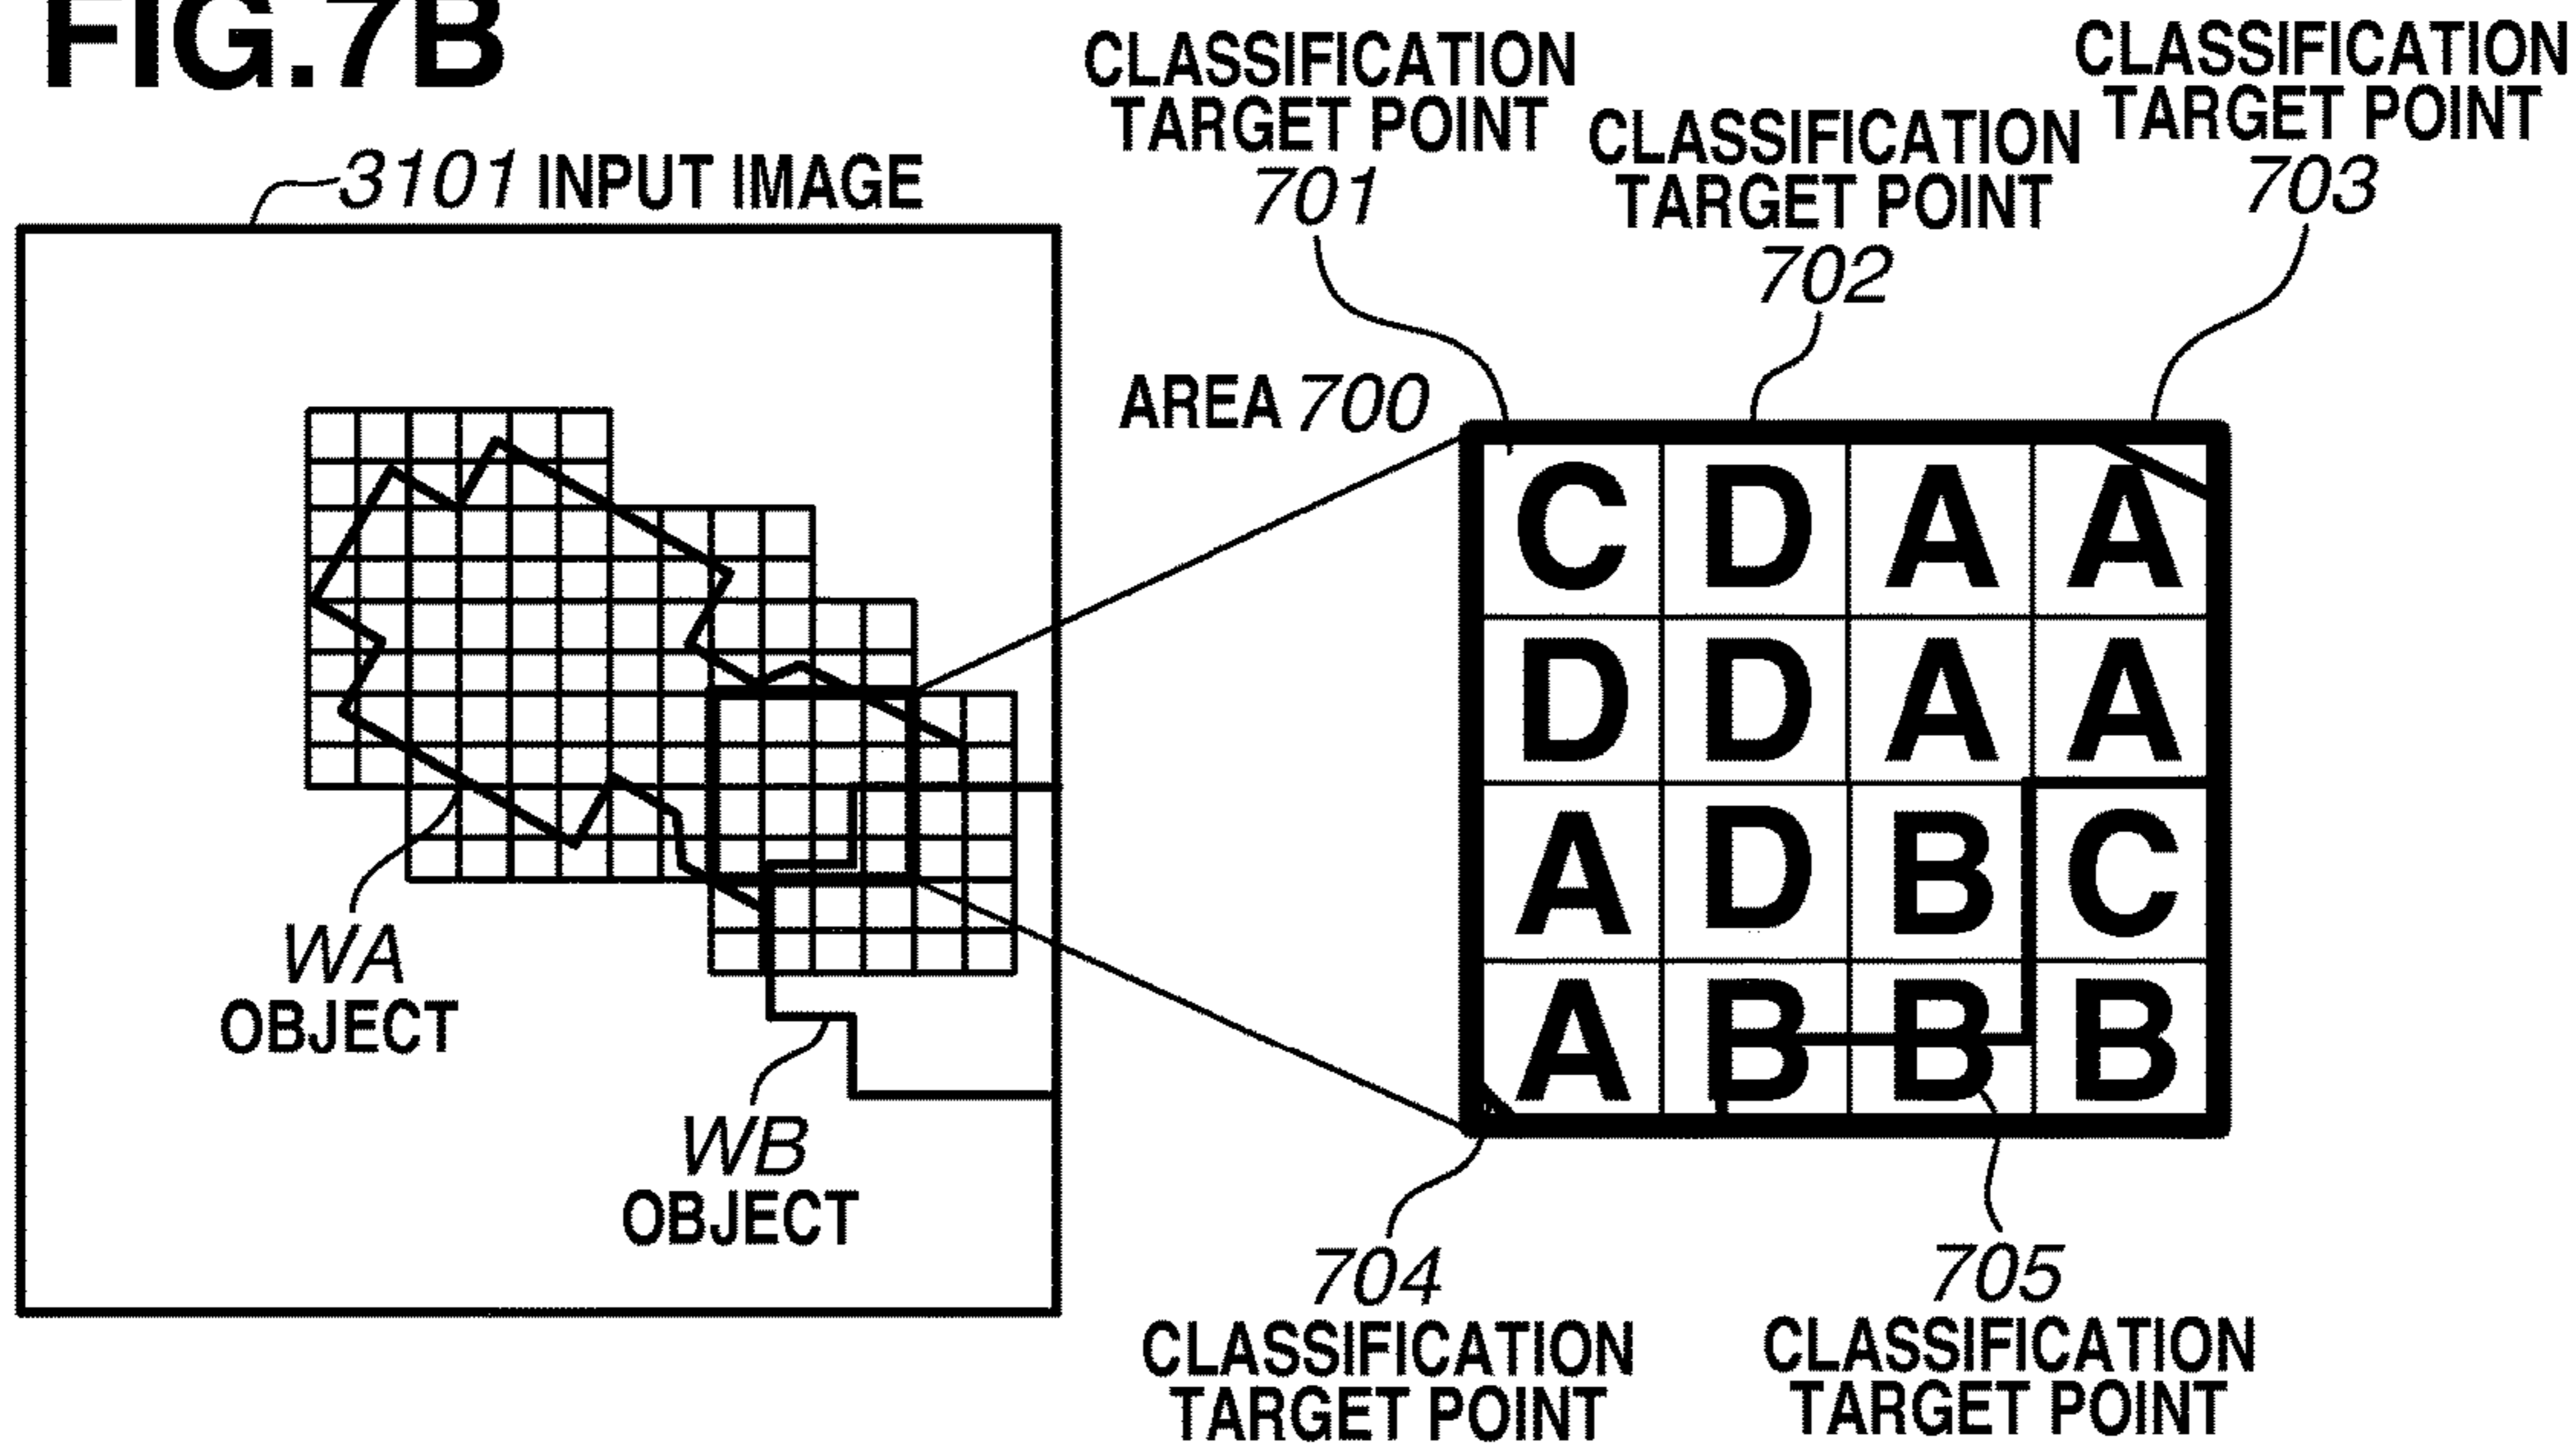 FIG.7B
3101 INPUT IMAGE
CLASSIFICATION
TARGET POINT
701
CLASSIFICATION
TARGET POINT
702
CLASSIFICATION
TARGET POINT
703
AREA 700
C D A A
D D A A
A D B C
A B B B
WA
OBJECT
WB
OBJECT
704
CLASSIFICATION
TARGET POINT
705
CLASSIFICATION
TARGET POINT